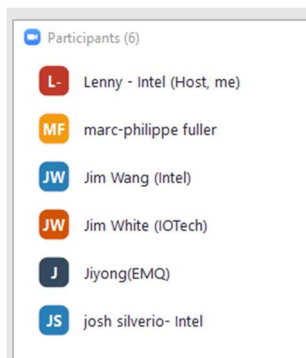 Participants (6)
L- Lenny - Intel (Host, me)
MF marc-philippe fuller
JW Jim Wang (Intel)
JW Jim White (IOTech)
J Jiyong(EMQ)
JS josh silverio- Intel